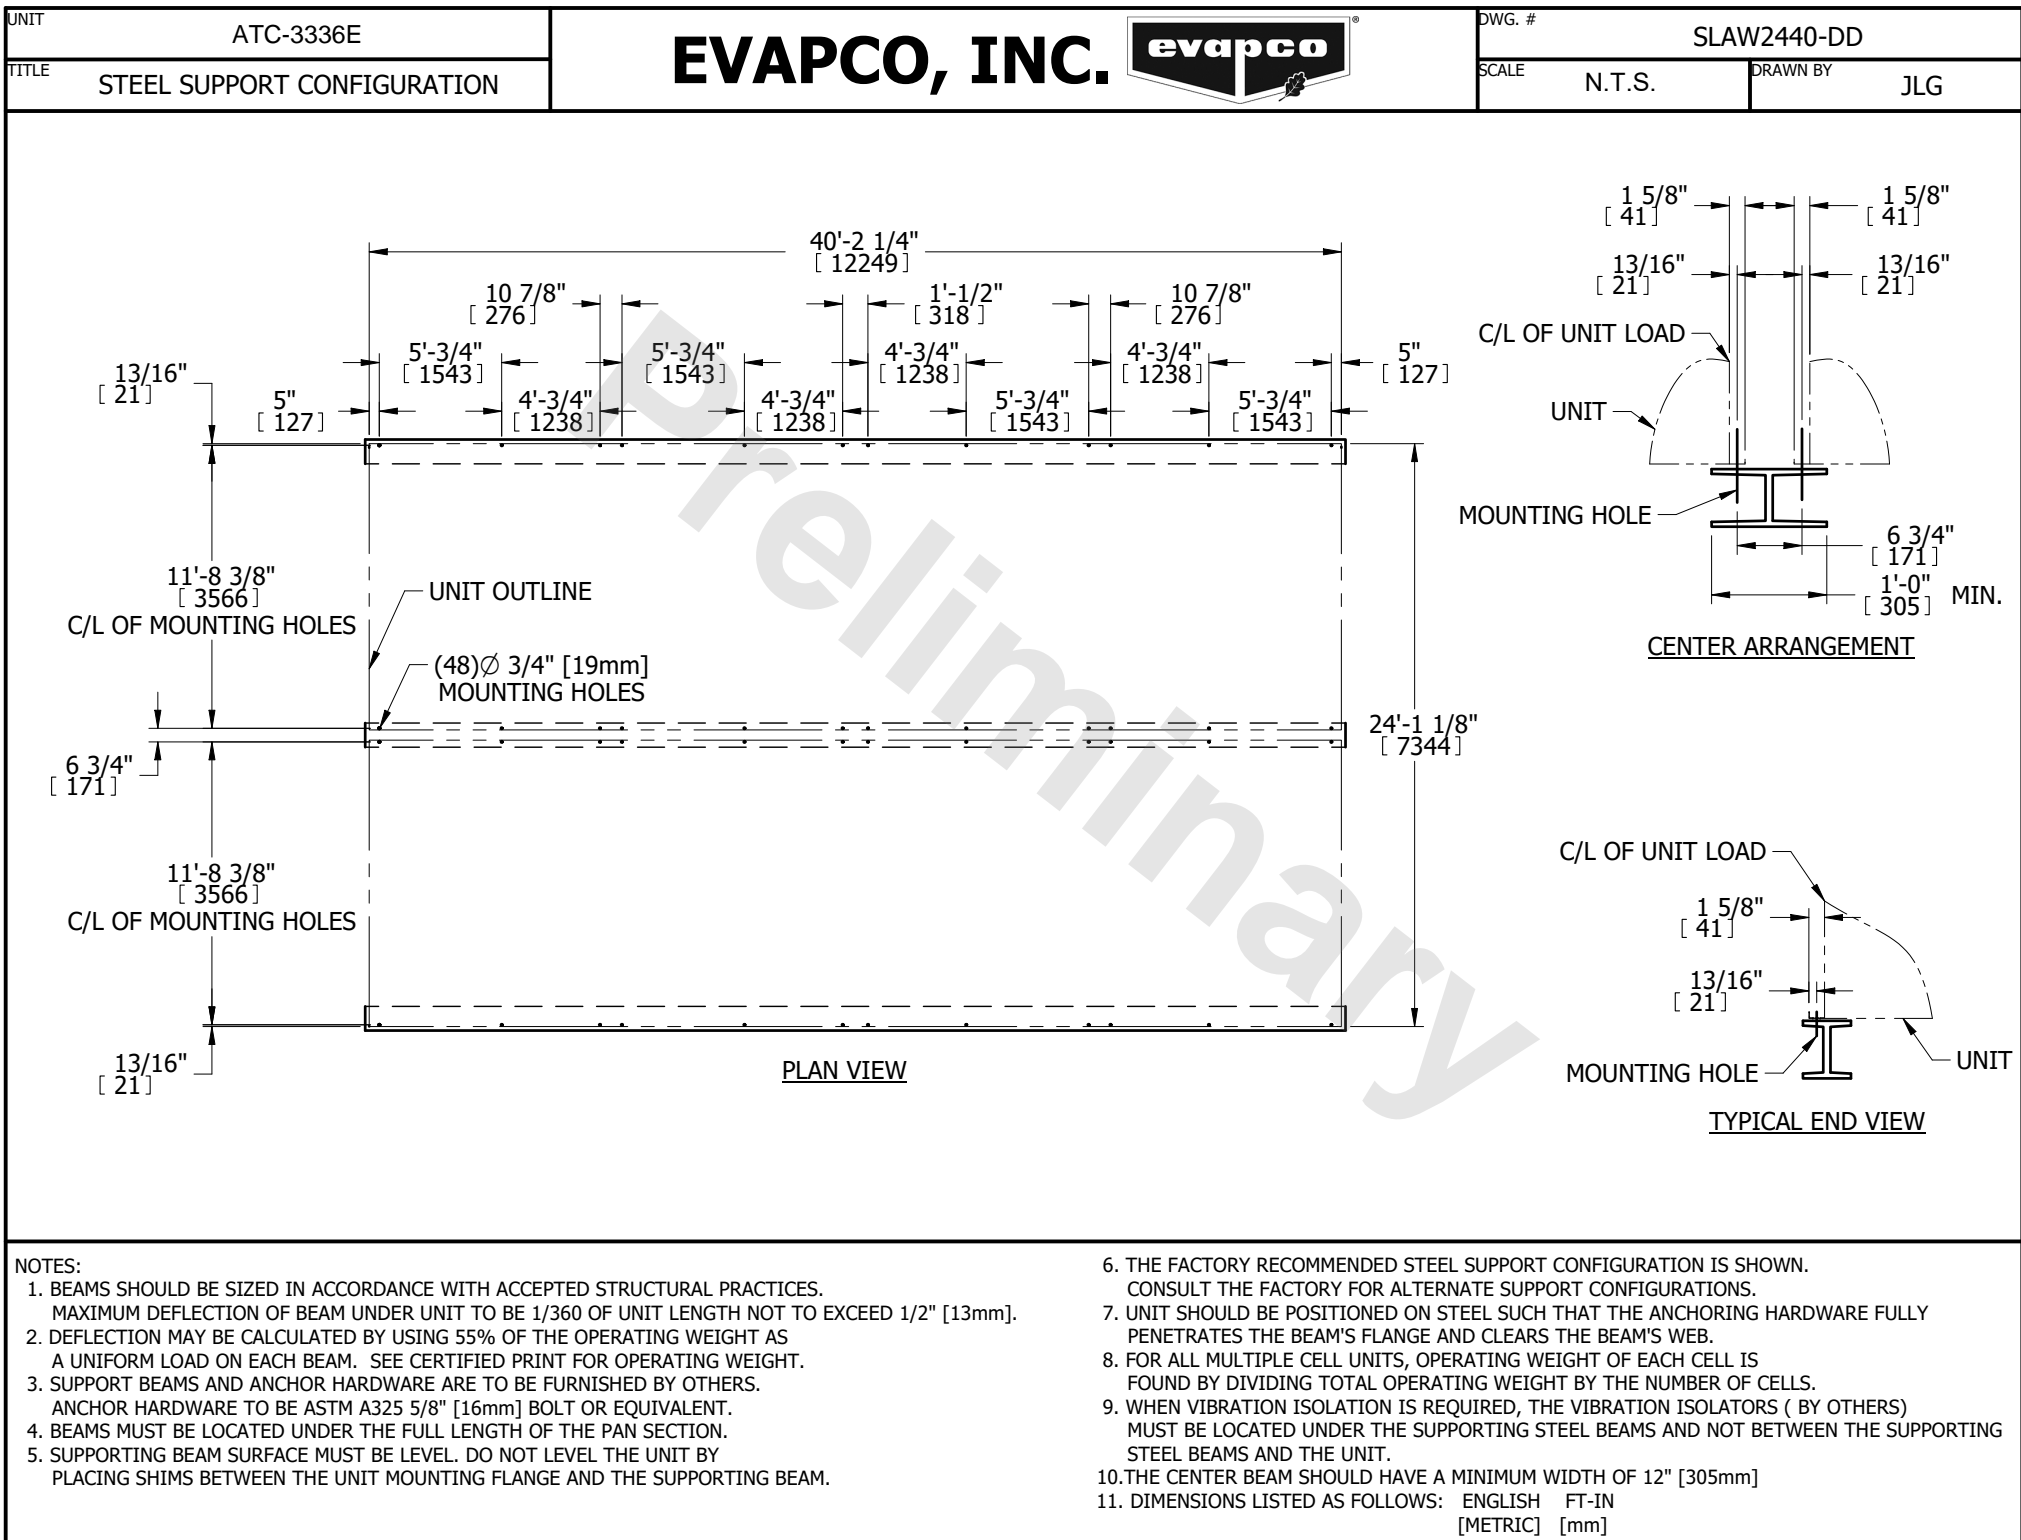 UNIT
ATC-3336E
TITLE
STEEL SUPPORT CONFIGURATION
EVAPCO, INC.
evapco
®
DWG. #
SLAW2440-DD
SCALE
N.T.S.
DRAWN BY
JLG
40'-2 1/4"
[ 12249]
10 7/8"
[ 276]
1'-1/2"
[ 318 ]
10 7/8"
[ 276]
5'-3/4"
[ 1543]
5'-3/4"
[ 1543]
4'-3/4"
[ 1238]
4'-3/4"
[ 1238]
5"
[ 127]
13/16"
[ 21]
5"
[ 127]
4'-3/4"
[ 1238]
4'-3/4"
[ 1238]
5'-3/4"
[ 1543]
5'-3/4"
[ 1543]
11'-8 3/8"
[ 3566]
C/L OF MOUNTING HOLES
UNIT OUTLINE
(48)Ø 3/4" [19mm]
MOUNTING HOLES
6 3/4"
[ 171]
24'-1 1/8"
[ 7344]
11'-8 3/8"
[ 3566]
C/L OF MOUNTING HOLES
13/16"
[ 21]
PLAN VIEW
Preliminary
1 5/8"
[ 41]
1 5/8"
[ 41]
13/16"
[ 21]
13/16"
[ 21]
C/L OF UNIT LOAD
UNIT
MOUNTING HOLE
6 3/4"
[ 171]
1'-0"
[ 305] MIN.
CENTER ARRANGEMENT
C/L OF UNIT LOAD
1 5/8"
[ 41]
13/16"
[ 21]
MOUNTING HOLE
UNIT
TYPICAL END VIEW
NOTES:
1. BEAMS SHOULD BE SIZED IN ACCORDANCE WITH ACCEPTED STRUCTURAL PRACTICES.
MAXIMUM DEFLECTION OF BEAM UNDER UNIT TO BE 1/360 OF UNIT LENGTH NOT TO EXCEED 1/2" [13mm].
2. DEFLECTION MAY BE CALCULATED BY USING 55% OF THE OPERATING WEIGHT AS
A UNIFORM LOAD ON EACH BEAM. SEE CERTIFIED PRINT FOR OPERATING WEIGHT.
3. SUPPORT BEAMS AND ANCHOR HARDWARE ARE TO BE FURNISHED BY OTHERS.
ANCHOR HARDWARE TO BE ASTM A325 5/8" [16mm] BOLT OR EQUIVALENT.
4. BEAMS MUST BE LOCATED UNDER THE FULL LENGTH OF THE PAN SECTION.
5. SUPPORTING BEAM SURFACE MUST BE LEVEL. DO NOT LEVEL THE UNIT BY
PLACING SHIMS BETWEEN THE UNIT MOUNTING FLANGE AND THE SUPPORTING BEAM.
6. THE FACTORY RECOMMENDED STEEL SUPPORT CONFIGURATION IS SHOWN.
CONSULT THE FACTORY FOR ALTERNATE SUPPORT CONFIGURATIONS.
7. UNIT SHOULD BE POSITIONED ON STEEL SUCH THAT THE ANCHORING HARDWARE FULLY
PENETRATES THE BEAM'S FLANGE AND CLEARS THE BEAM'S WEB.
8. FOR ALL MULTIPLE CELL UNITS, OPERATING WEIGHT OF EACH CELL IS
FOUND BY DIVIDING TOTAL OPERATING WEIGHT BY THE NUMBER OF CELLS.
9. WHEN VIBRATION ISOLATION IS REQUIRED, THE VIBRATION ISOLATORS ( BY OTHERS)
MUST BE LOCATED UNDER THE SUPPORTING STEEL BEAMS AND NOT BETWEEN THE SUPPORTING
STEEL BEAMS AND THE UNIT.
10.THE CENTER BEAM SHOULD HAVE A MINIMUM WIDTH OF 12" [305mm]
11. DIMENSIONS LISTED AS FOLLOWS: ENGLISH FT-IN
[METRIC] [mm]